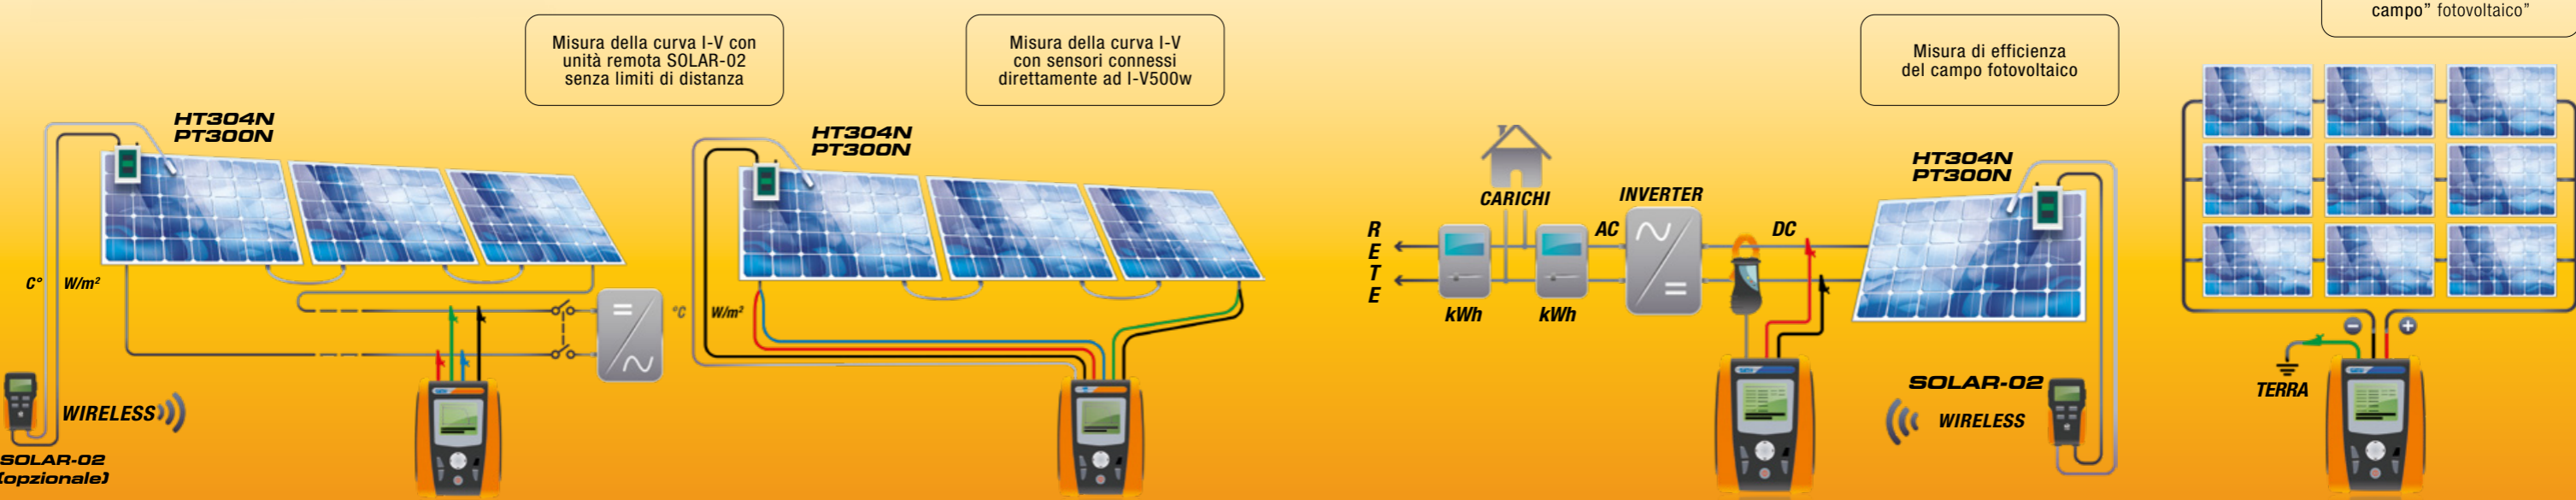 Misura della curva I-V con
unità remota SOLAR-02
senza limiti di distanza
HT304N
PT300N
C°
W/m²
WIRELESS
SOLAR-02
(opzionale)
Misura della curva I-V
con sensori connessi
direttamente ad I-V500w
HT304N
PT300N
°C
W/m²
Misura di efficienza
del campo fotovoltaico
R
E
T
E
CARICHI
kWh
kWh
AC
INVERTER
DC
HT304N
PT300N
SOLAR-02
WIRELESS
campo” fotovoltaico”
TERRA